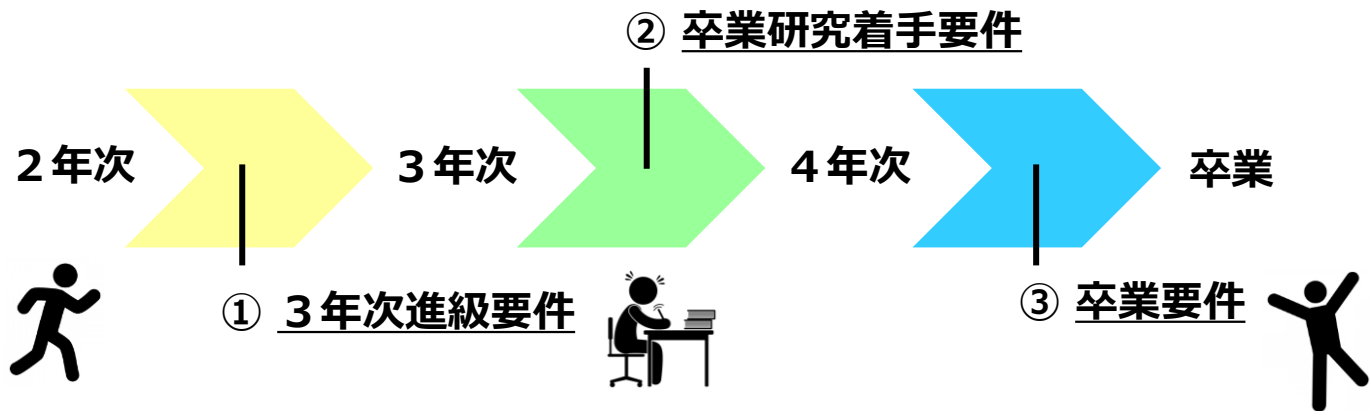 ② 卒業研究着手要件
２年次
３年次
４年次
卒業
① ３年次進級要件
③ 卒業要件